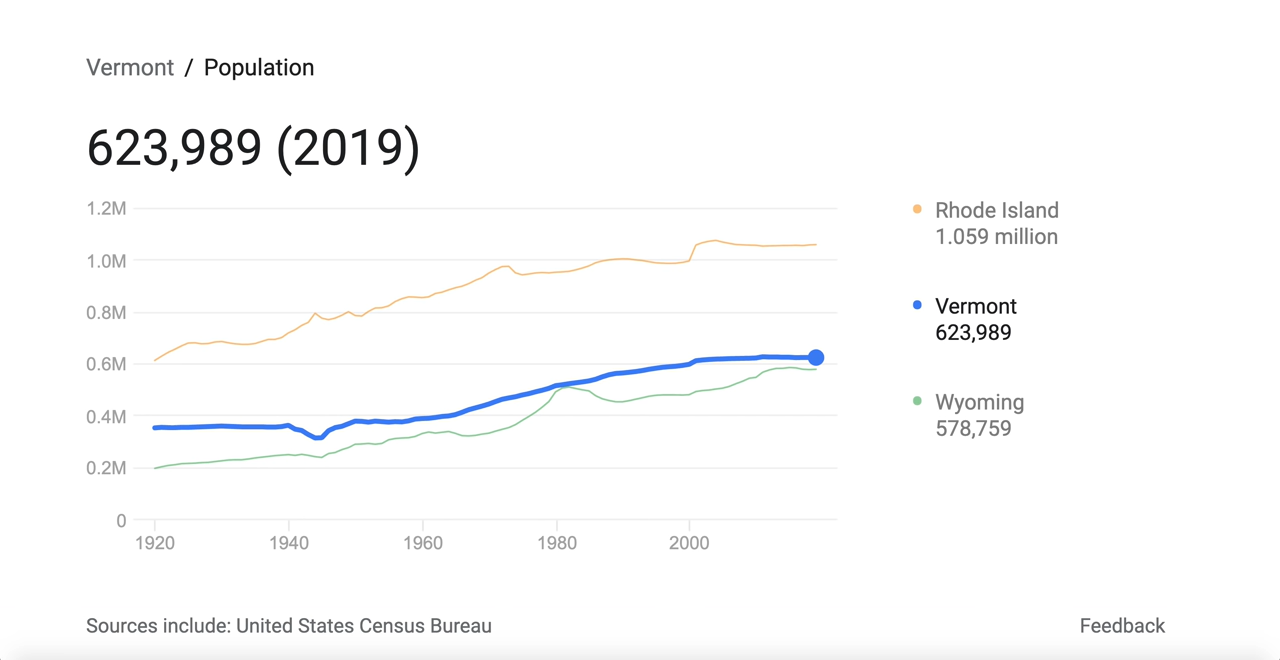 Vermont / Population
623,989 (2019)
1.2M
1.0M
0.8M
0.6M
0.4M
0.2M
0
1920 1940 1960 1980 2000
Rhode Island
1.059 million
Vermont
623,989
Wyoming
578,759
Sources include: United States Census Bureau
Feedback